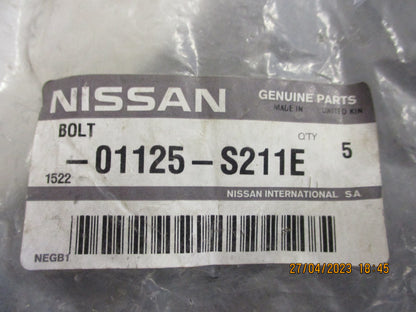 NISSAN
GENUINE PARTS
MADE IN UNITED KIN
BOLT
QTY
-01125-S211E
5
1522
NISSAN INTERNATIONAL SA
NEGB1
27/04/2023 18:45